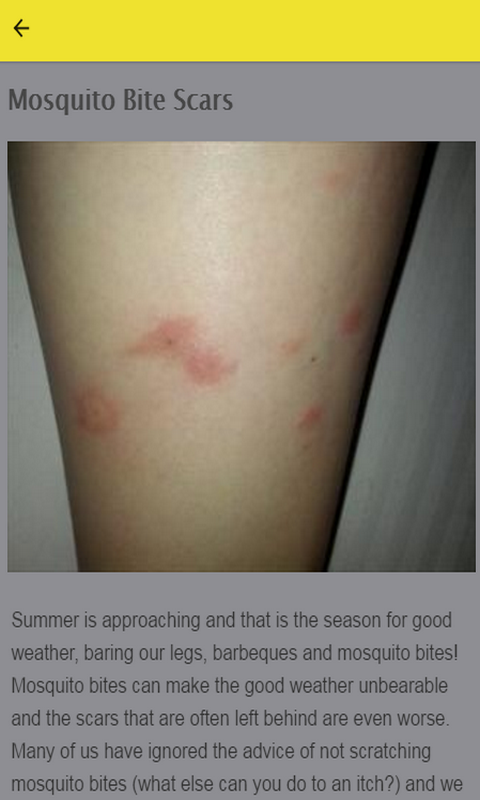 Mosquito Bite Scars
Summer is approaching and that is the season for good
weather, baring our legs, barbeques and mosquito bites!
Mosquito bites can make the good weather unbearable
and the scars that are often left behind are even worse.
Many of us have ignored the advice of not scratching
mosquito bites (what else can you do to an itch?) and we